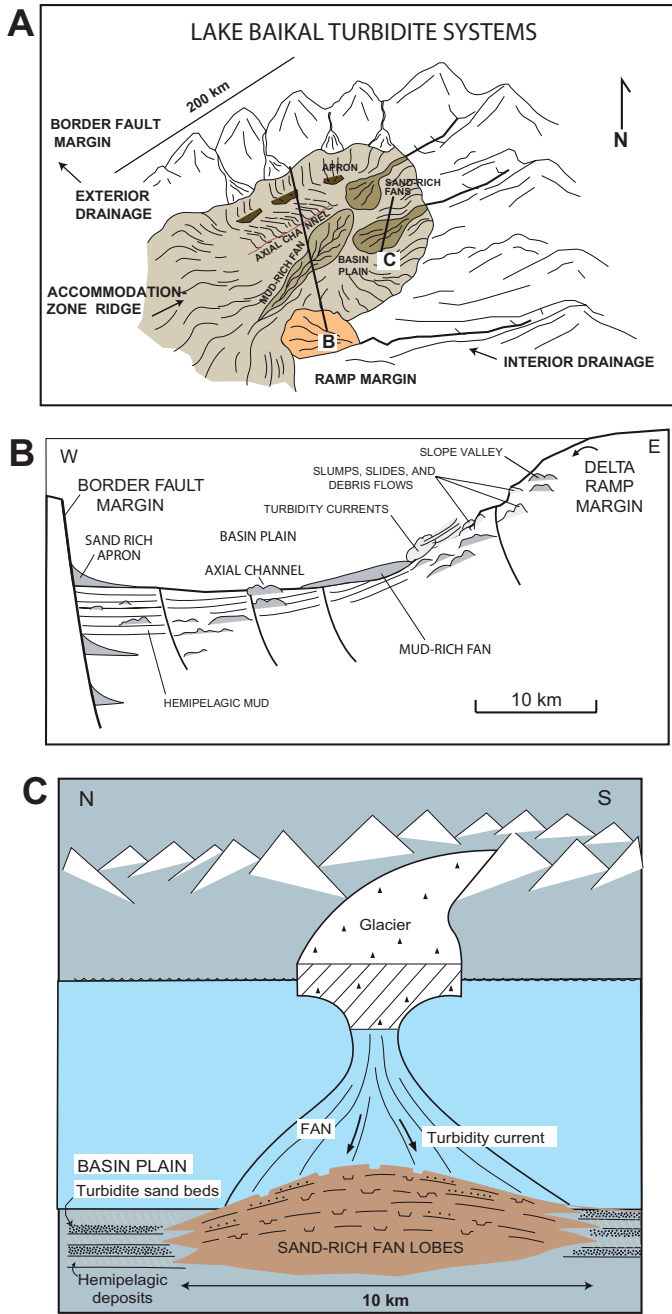 A
LAKE BAIKAL TURBIDITE SYSTEMS
200 km
N
BORDER FAULT
MARGIN
EXTERIOR
DRAINAGE
APRON
SAND-RICH
FANS
AXIAL CHANNEL
MUD-RICH FAN
BASIN
PLAIN
C
ACCOMMODATION-
ZONE RIDGE
B
RAMP MARGIN
INTERIOR DRAINAGE
B
W
E
SLOPE VALLEY
SLUMPS, SLIDES, AND
DEBRIS FLOWS
DELTA
RAMP
MARGIN
BORDER FAULT
MARGIN
TURBIDITY CURRENTS
SAND RICH
APRON
BASIN PLAIN
AXIAL CHANNEL
MUD-RICH FAN
HEMIPELAGIC MUD
10 km
C
N
S
Glacier
FAN
Turbidity current
BASIN PLAIN
Turbidite sand beds
SAND-RICH FAN LOBES
Hemipelagic
deposits
10 km